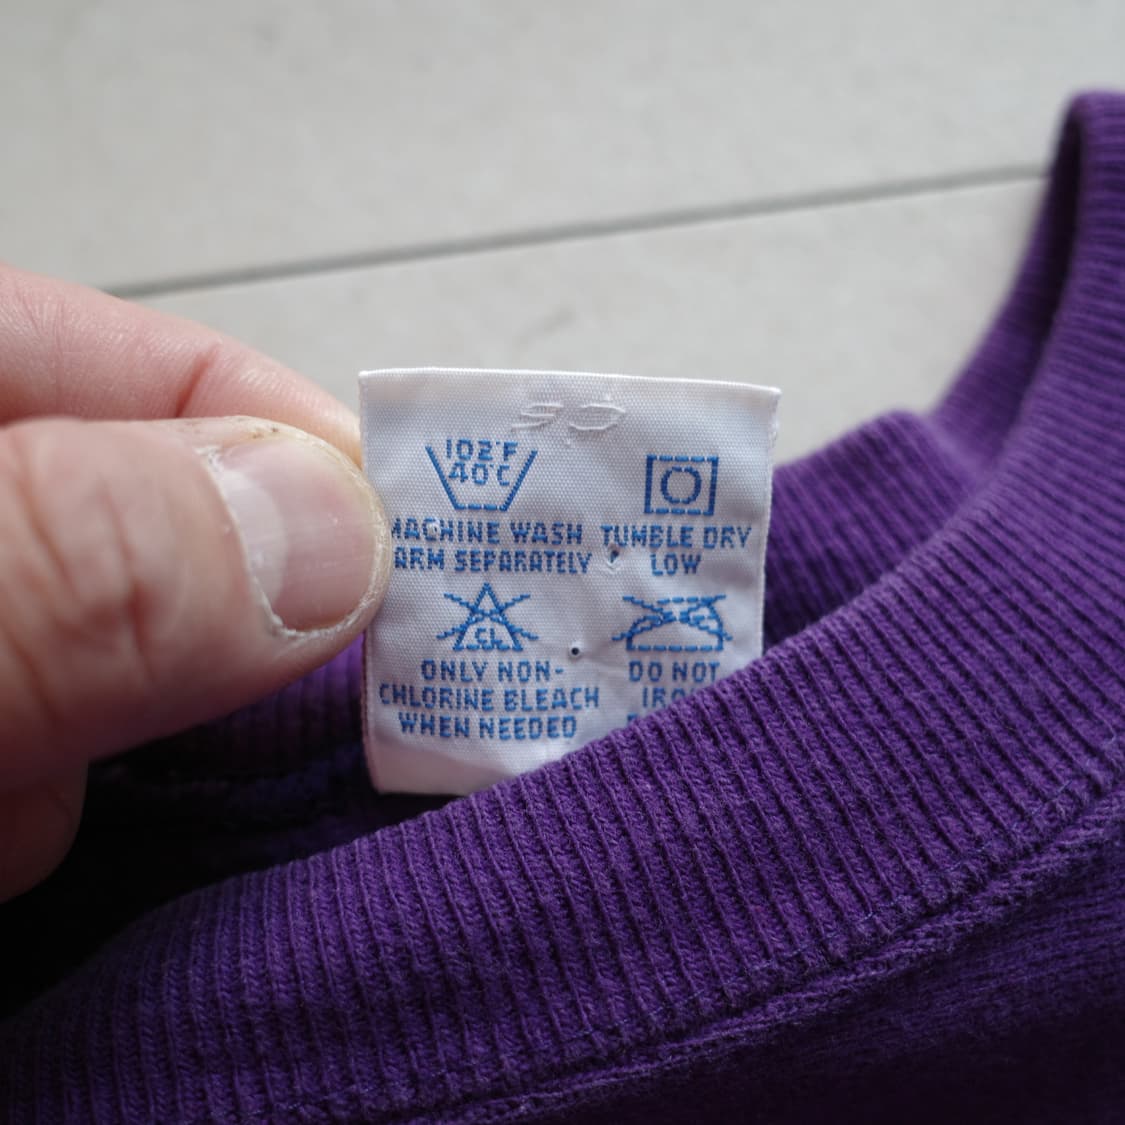 102°F
40°C
MACHINE WASH
ARM SEPARATELY
TUMBLE DRY
LOW
CL
ONLY NON-
CHLORINE BLEACH
WHEN NEEDED
DO NOT